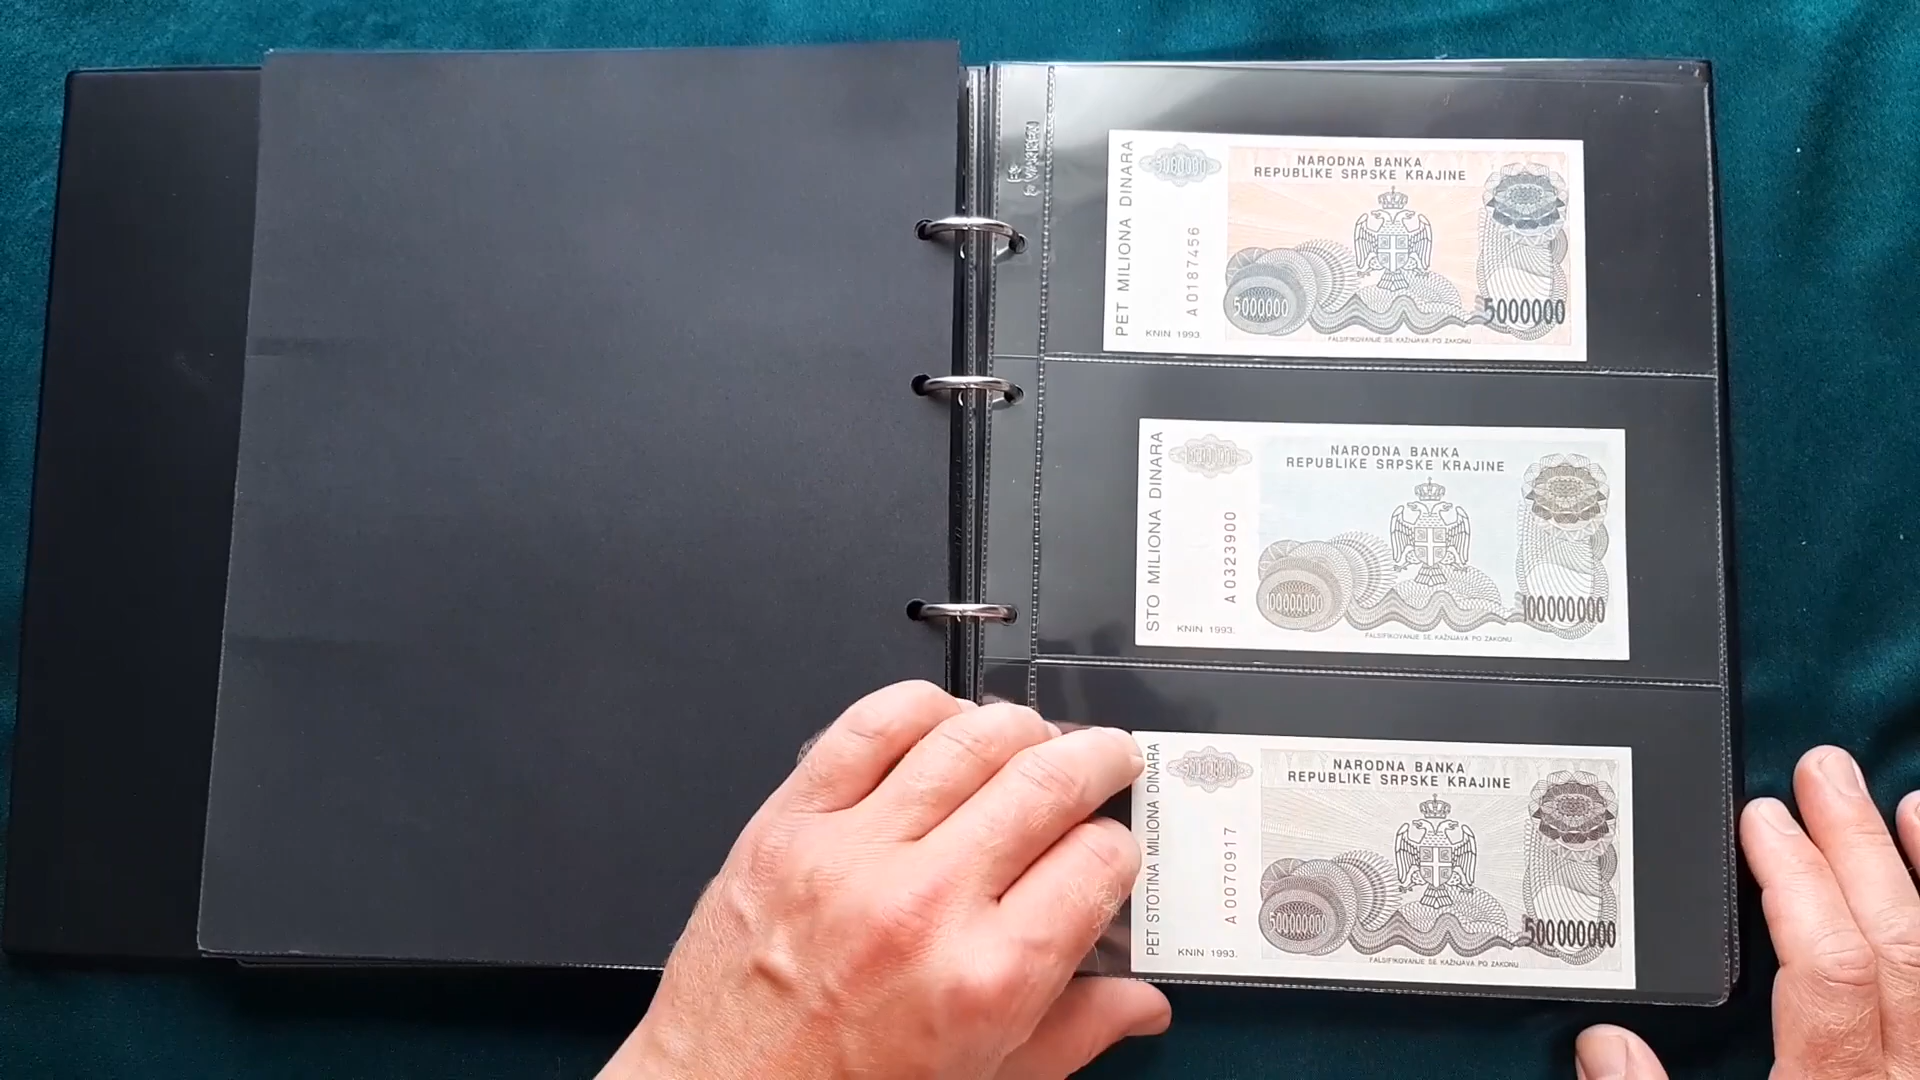 PET MILIONA DINARA
5000000
NARODNA BANKA
REPUBLIKE SRPSKE KRAJINE
A 0187456
5000000
5000000
KNIN 1993
FALSIFIKOVANJE SE KAŽNJAVA PO ZAKONU
STO MILIONA DINARA
NARODNA BANKA
REPUBLIKE SRPSKE KRAJINE
A 0323900
100000000
100000000
KNIN 1993.
FALSIFIKOVANJE SE KAŽNJAVA PO ZAKONU
PET STOTINA MILIONA DINARA
NARODNA BANKA
REPUBLIKE SRPSKE KRAJINE
A 0070917
500000000
500000000
KNIN 1993.
FALSIFIKOVANJE SE KAŽNJAVA PO ZAKONU